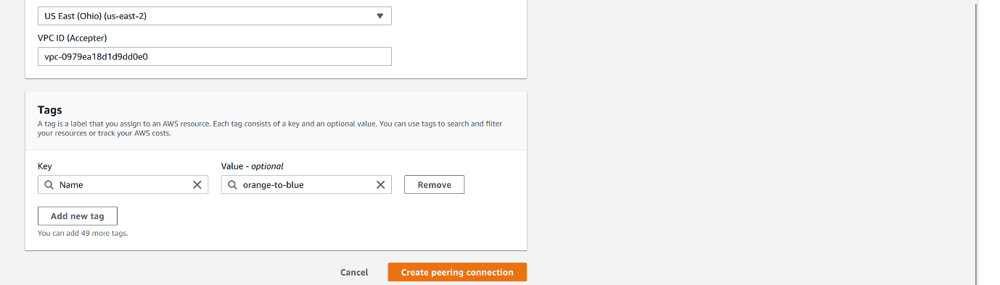 US East (Ohio) (us-east-2)
VPC ID (Accepter)
vpc-0979ea18d1d9dd0e0
Tags
A tag is a label that you assign to an AWS resource. Each tag consists of a key and an optional value. You can use tags to search and filter
your resources or track your AWS costs.
Key
Value - optional
Name
orange-to-blue
Remove
Add new tag
You can add 49 more tags.
Cancel
Create peering connection